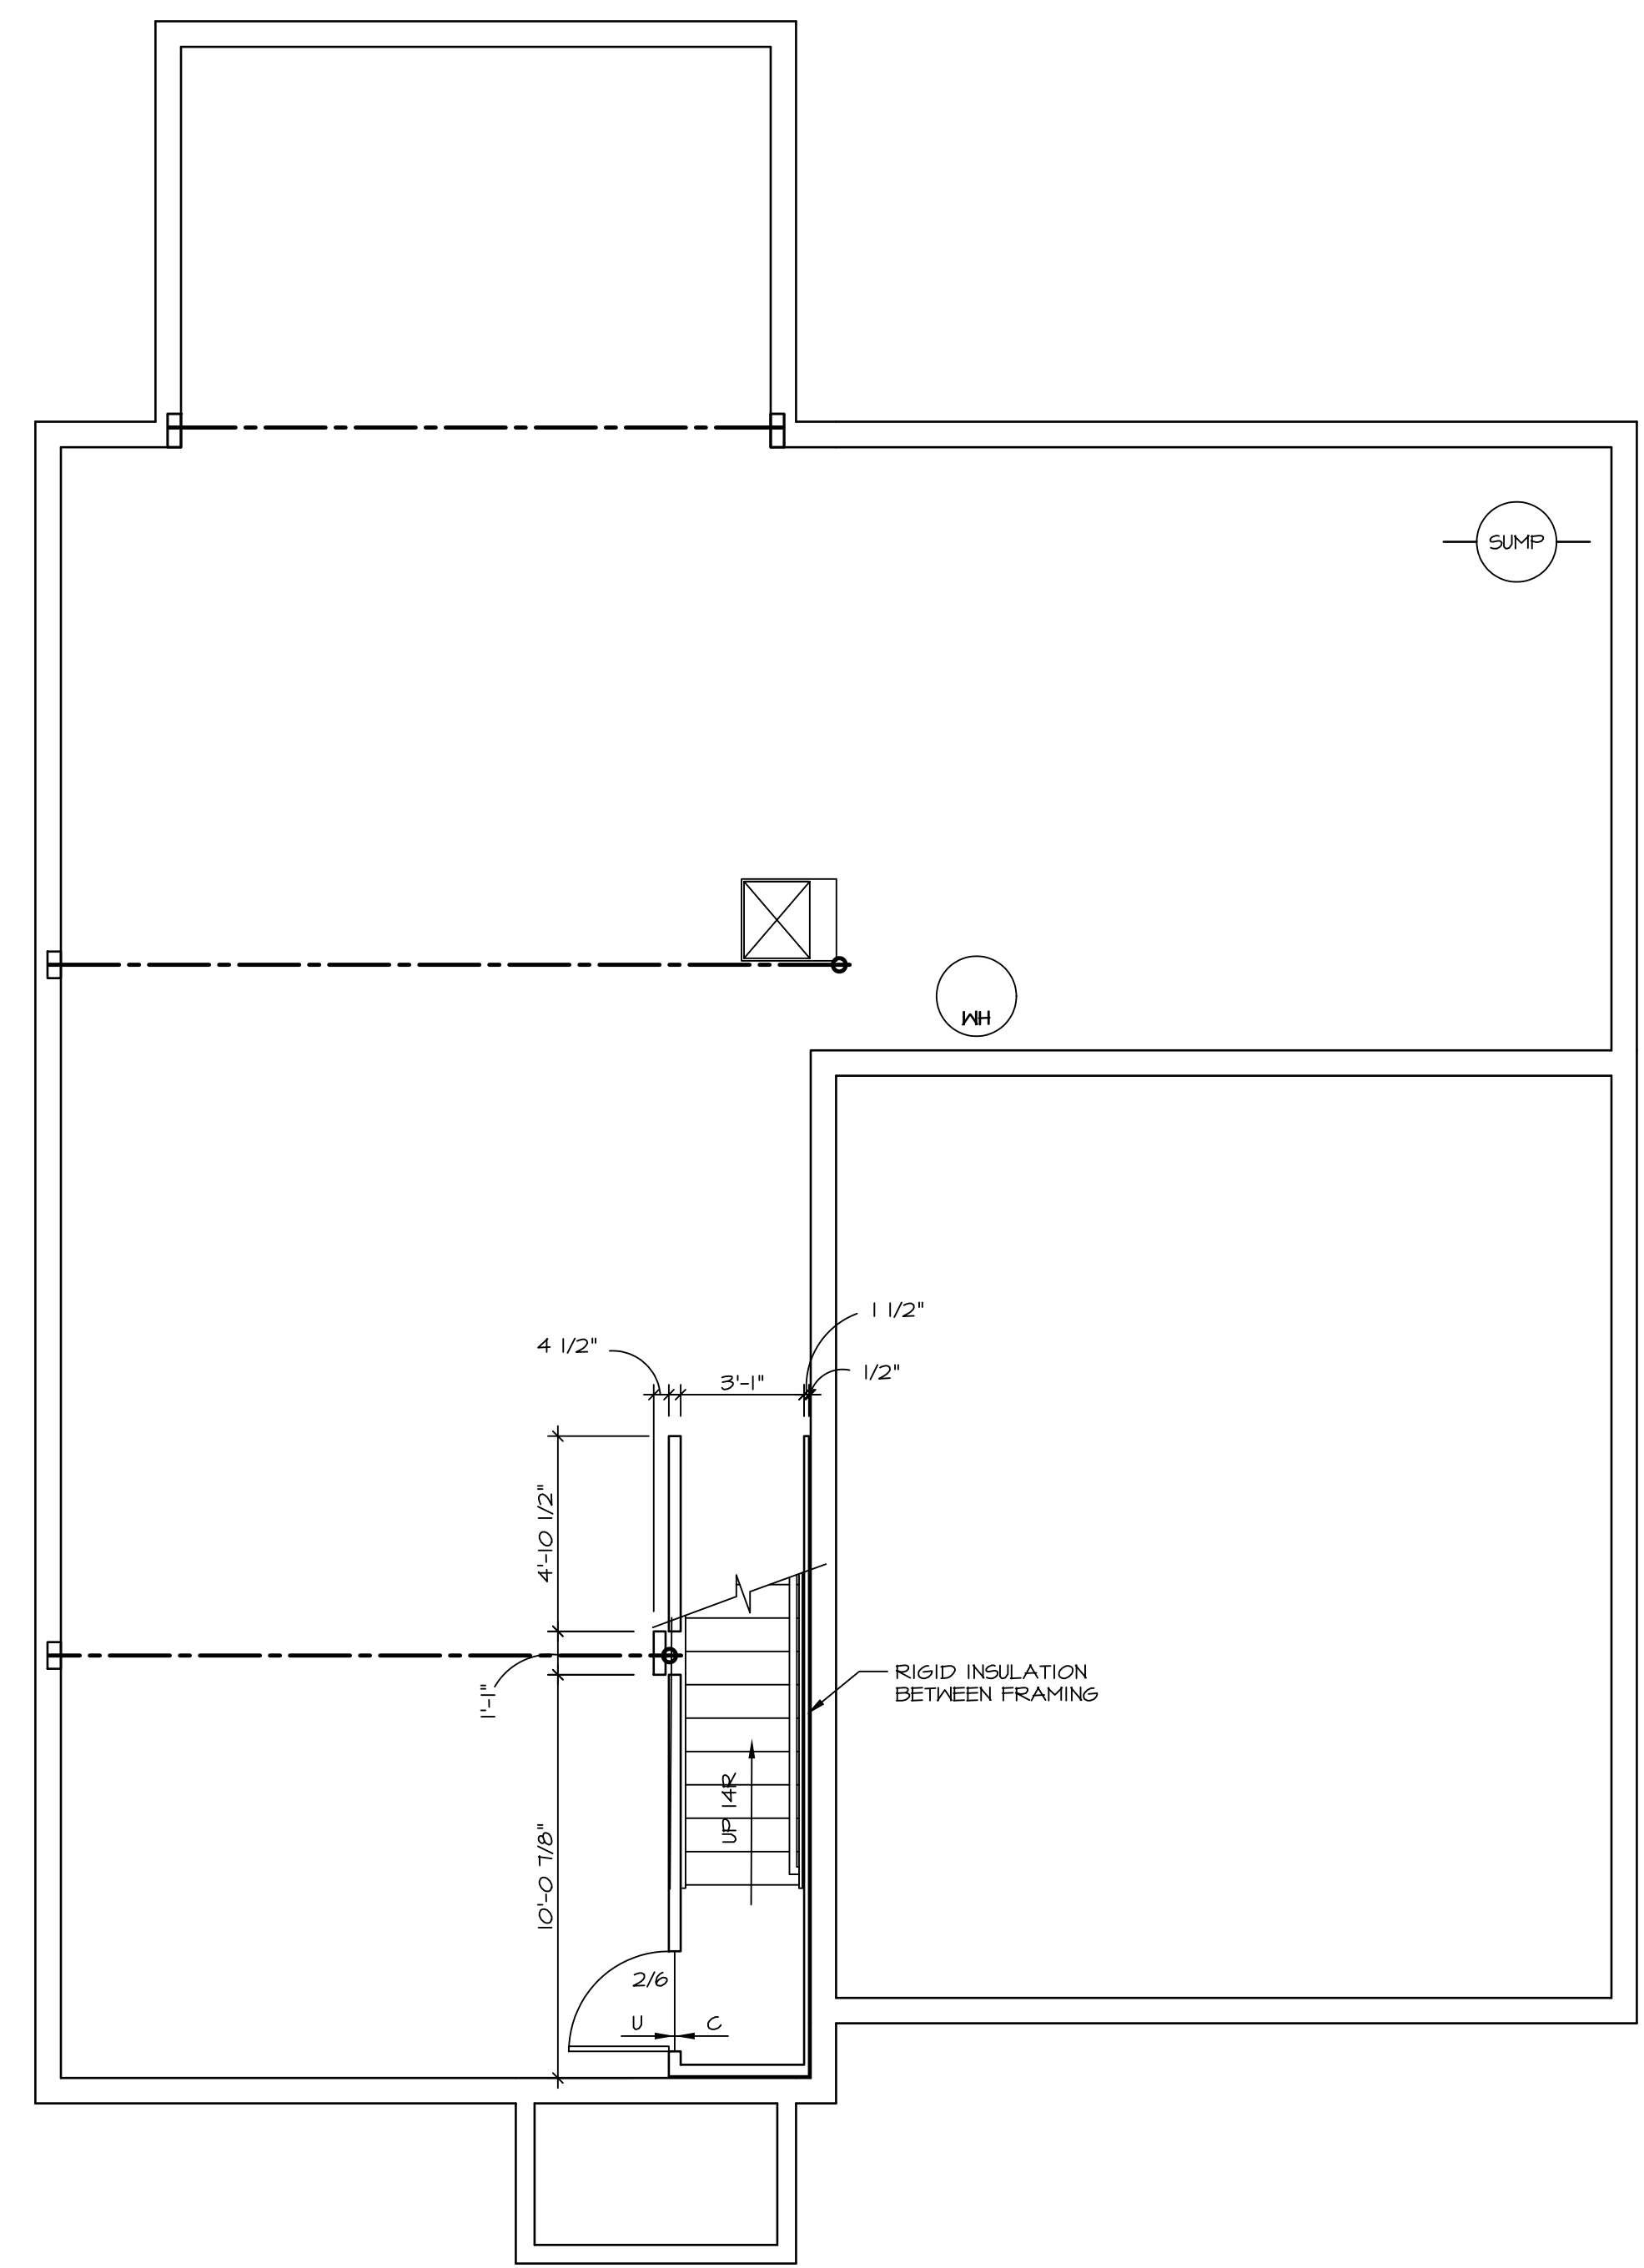 SUMP
WH
1 1/2"
4 1/2"
1/2"
3'-1"
4'-10 1/2"
RIGID INSULATION
BETWEEN FRAMING
1'-1"
UP 14R
10'-0 7/8"
2/6
U
C